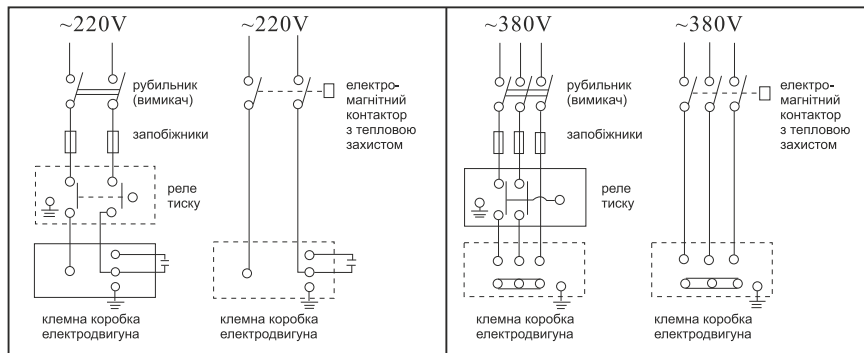 ~220V
~220V
рубильник
(вимикач)
електро-
магнітний
контактор
з тепловою
захистом
запобіжники
реле
тиску
клемна коробка
електродвигуна
клемна коробка
електродвигуна
~380V
~380V
рубильник
(вимикач)
електро-
магнітний
контактор
з тепловою
захистом
запобіжники
реле
тиску
клемна коробка
електродвигуна
клемна коробка
електродвигуна